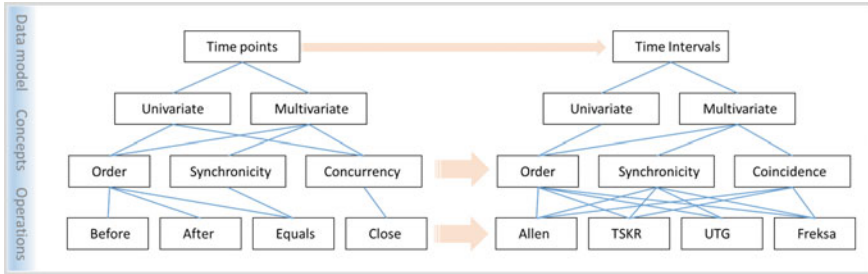 Data model Concepts Operations
Time points Time Intervals
Univariate Multivariate Univariate Multivariate
Order Synchronicity Concurrency Order Synchronicity Coincidence
Before After Equals Close Allen TSKR UTG Freksa